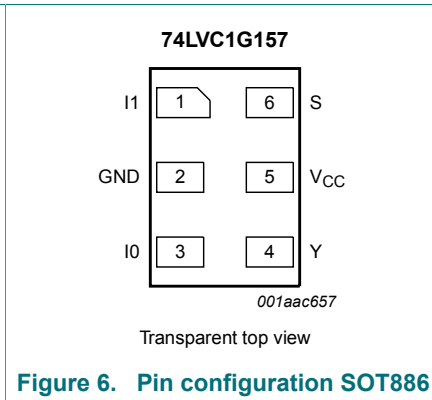 74LVC1G157
I1 1 6 S
GND 2 5 VCC
I0 3 4 Y
001aac657
Transparent top view
Figure 6. Pin configuration SOT886